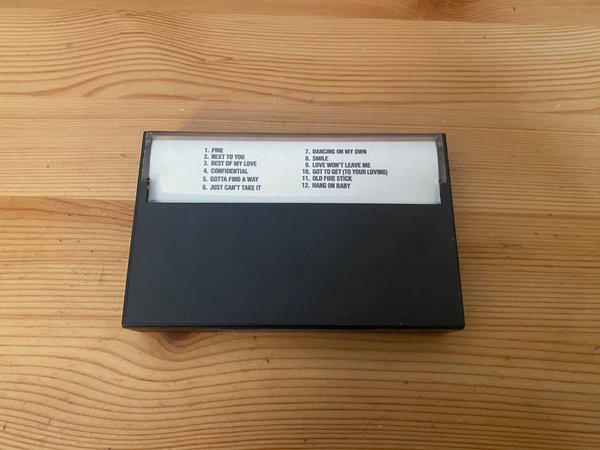 1. FIRE
2. NEXT TO YOU
3. BEST OF MY LOVE
4. CONFIDENTIAL
5. GOTTA FIND A WAY
6. JUST CAN'T TAKE IT
7. DANCING ON MY OWN
8. SMILE
9. LOVE WON'T LEAVE ME
10. GOT TO GET (TO YOUR LOVING)
11. OLD FIRE STICK
12. HANG ON BABY